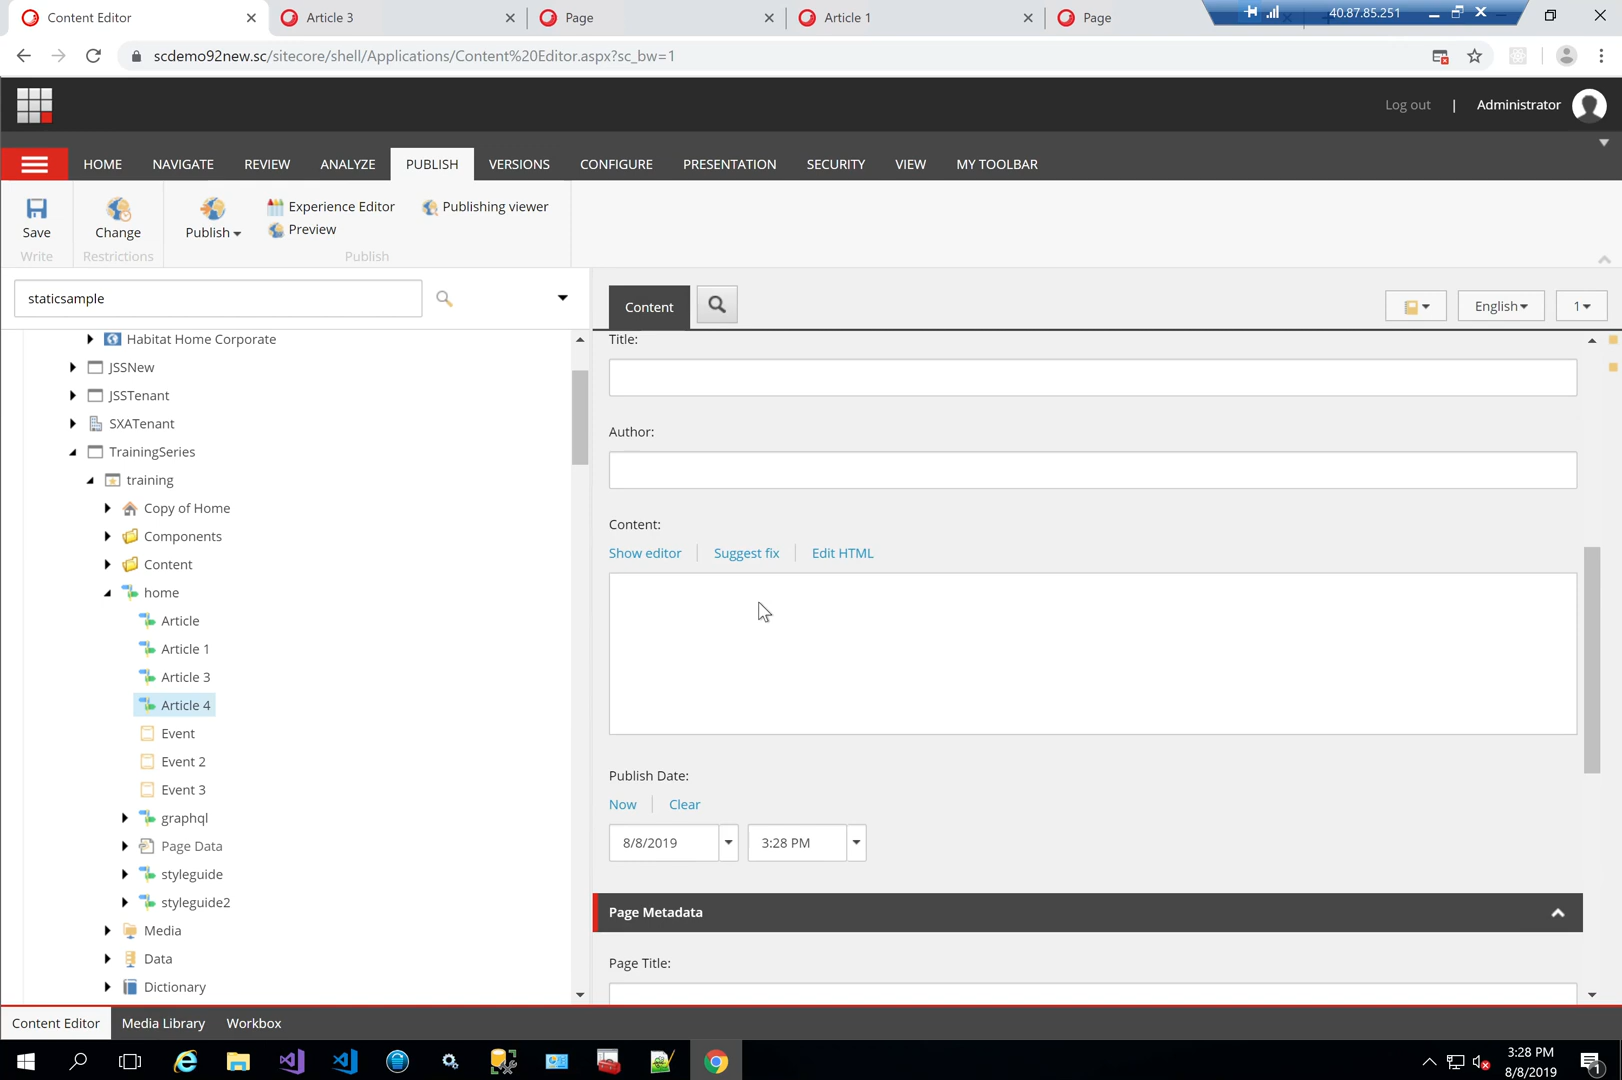 Content Editor
Article 3
Page
Article 1
Page
40.87.85.251
scdemo92new.sc/sitecore/shell/Applications/Content%20Editor.aspx?sc_bw=1
Log out | Administrator
HOME NAVIGATE REVIEW ANALYZE PUBLISH VERSIONS CONFIGURE PRESENTATION SECURITY VIEW MY TOOLBAR
Save
Write
Change
Restrictions
Publish
Experience Editor
Preview
Publishing viewer
Publish
staticsample
Content
English
1
Habitat Home Corporate
JSSNew
JSSTenant
SXATenant
TrainingSeries
training
Copy of Home
Components
Content
home
Article
Article 1
Article 3
Article 4
Event
Event 2
Event 3
graphql
Page Data
styleguide
styleguide2
Media
Data
Dictionary
Title:
Author:
Content:
Show editor
Suggest fix
Edit HTML
Publish Date:
Now
Clear
8/8/2019
3:28 PM
Page Metadata
Page Title:
Content Editor
Media Library
Workbox
3:28 PM
8/8/2019
1